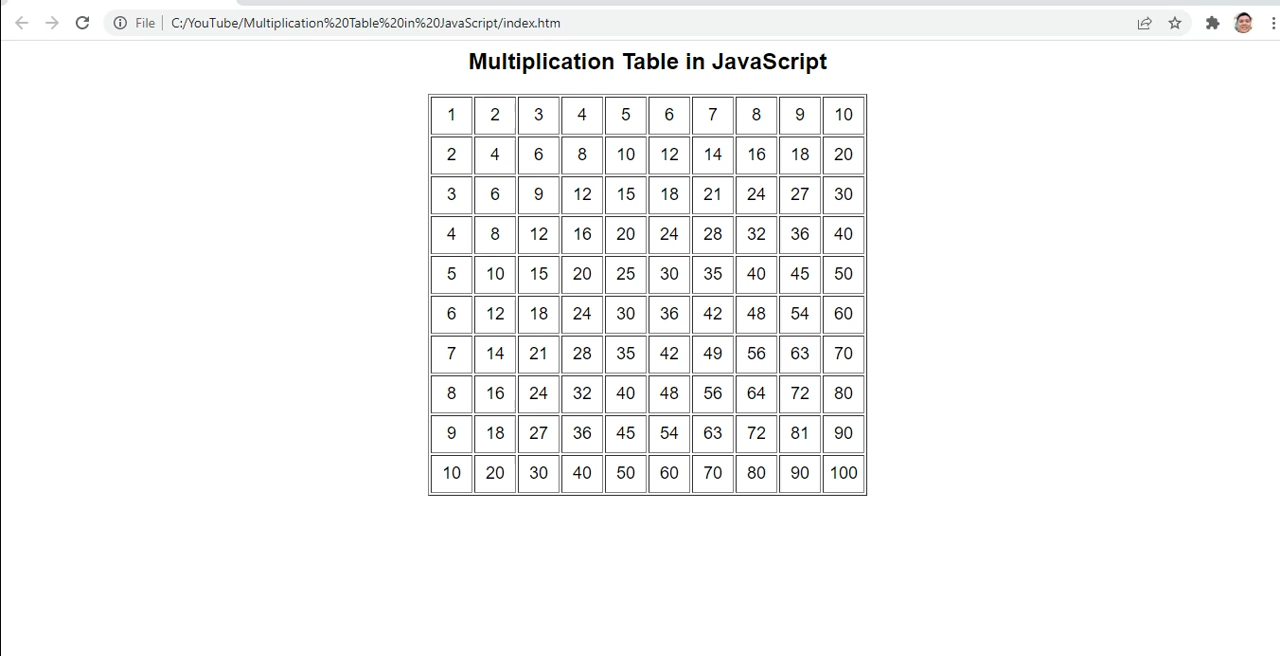 File C:/YouTube/Multiplication%20Table%20in%20JavaScript/index.htm
Multiplication Table in JavaScript
1 2 3 4 5 6 7 8 9 10
2 4 6 8 10 12 14 16 18 20
3 6 9 12 15 18 21 24 27 30
4 8 12 16 20 24 28 32 36 40
5 10 15 20 25 30 35 40 45 50
6 12 18 24 30 36 42 48 54 60
7 14 21 28 35 42 49 56 63 70
8 16 24 32 40 48 56 64 72 80
9 18 27 36 45 54 63 72 81 90
10 20 30 40 50 60 70 80 90 100